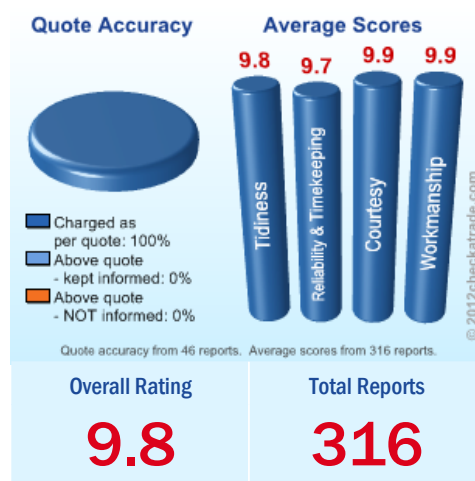 Quote Accuracy
Average Scores
9.8
9.7
9.9
9.9
Tidiness
Reliability & Timekeeping
Courtesy
Workmanship
Charged as
per quote: 100%
Above quote
- kept informed: 0%
Above quote
- NOT informed: 0%
© 2012checkatrade.com
Quote accuracy from 46 reports. Average scores from 316 reports.
Overall Rating
9.8
Total Reports
316